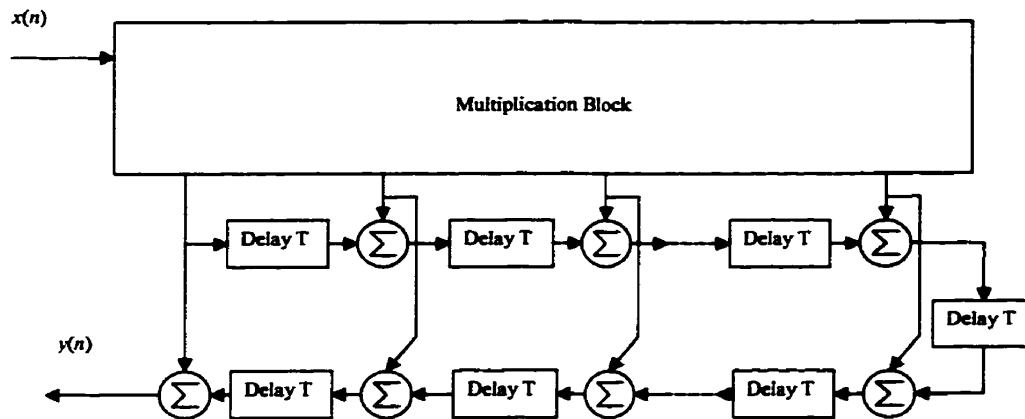 x(n)
Multiplication Block
Delay T
Σ
Delay T
Σ
Delay T
Σ
Delay T
y(n)
Σ
Delay T
Σ
Delay T
Σ
Delay T
Σ